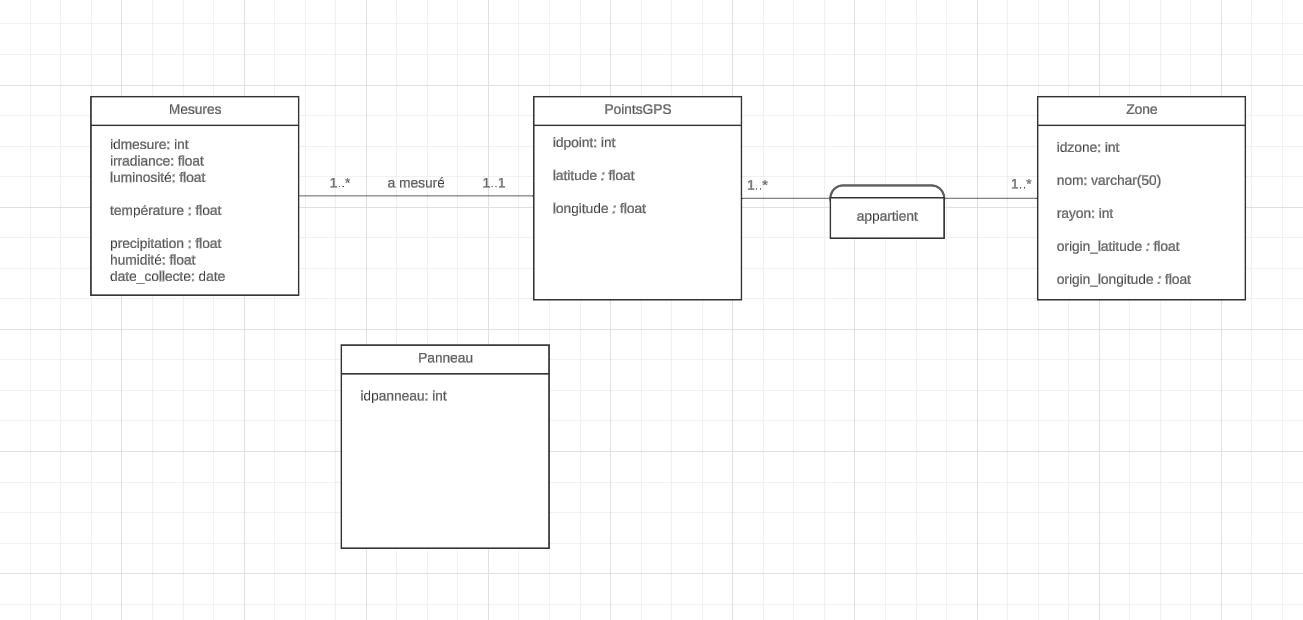 Mesures
idmesure: int
irradiance: float
luminosité: float
température : float
precipitation : float
humidité: float
date_collecte: date
1..*
a mesuré
1..1
PointsGPS
idpoint: int
latitude : float
longitude : float
1..*
appartient
1..*
Zone
idzone: int
nom: varchar(50)
rayon: int
origin_latitude : float
origin_longitude : float
Panneau
idpanneau: int